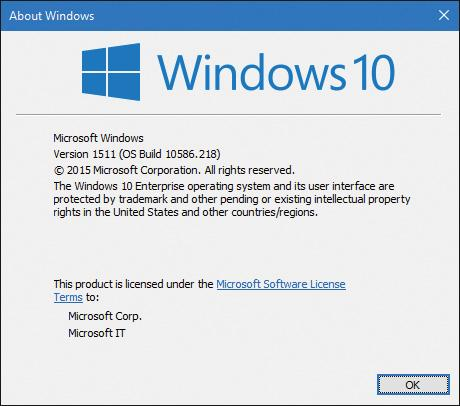 About Windows
Windows 10
Microsoft Windows
Version 1511 (OS Build 10586.218)
© 2015 Microsoft Corporation. All rights reserved.
The Windows 10 Enterprise operating system and its user interface are
protected by trademark and other pending or existing intellectual property
rights in the United States and other countries/regions.
This product is licensed under the Microsoft Software License
Terms to:
Microsoft Corp.
Microsoft IT
OK